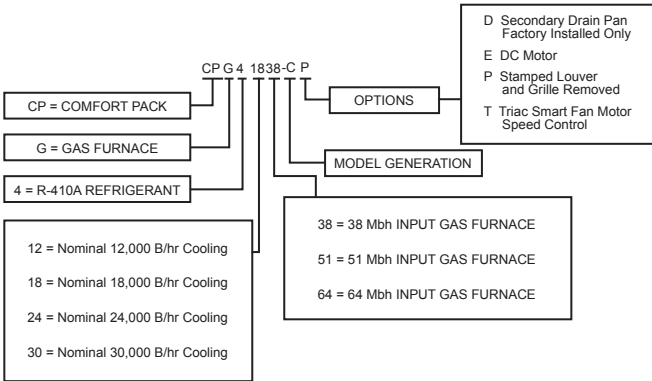 D Secondary Drain Pan
Factory Installed Only
E DC Motor
P Stamped Louver
and Grille Removed
T Triac Smart Fan Motor
Speed Control
CP G 4 18 38 -C P
CP = COMFORT PACK
OPTIONS
G = GAS FURNACE
MODEL GENERATION
4 = R-410A REFRIGERANT
12 = Nominal 12,000 B/hr Cooling
18 = Nominal 18,000 B/hr Cooling
24 = Nominal 24,000 B/hr Cooling
30 = Nominal 30,000 B/hr Cooling
38 = 38 Mbh INPUT GAS FURNACE
51 = 51 Mbh INPUT GAS FURNACE
64 = 64 Mbh INPUT GAS FURNACE